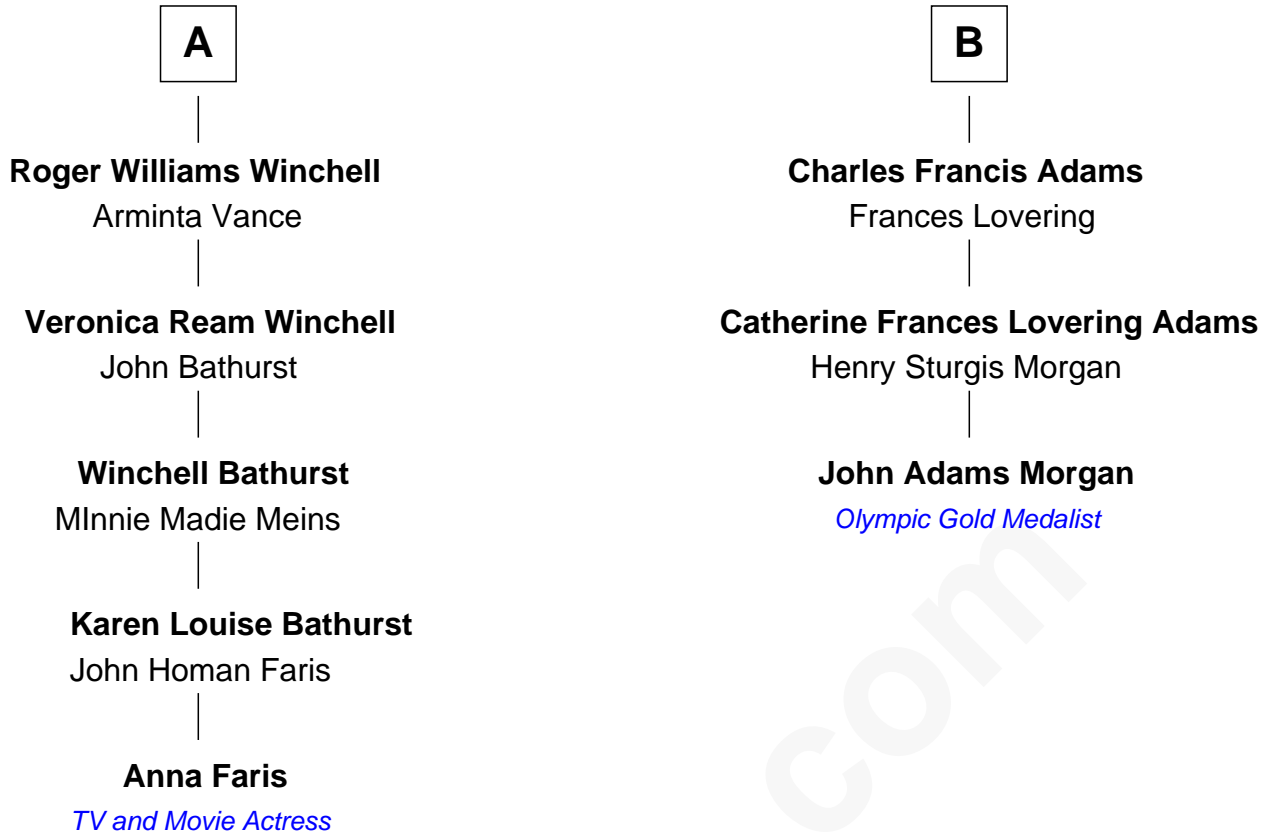 A
Roger Williams Winchell
Arminta Vance
Veronica Ream Winchell
John Bathurst
Winchell Bathurst
MInnie Madie Meins
Karen Louise Bathurst
John Homan Faris
Anna Faris
TV and Movie Actress
B
Charles Francis Adams
Frances Lovering
Catherine Frances Lovering Adams
Henry Sturgis Morgan
John Adams Morgan
Olympic Gold Medalist
com